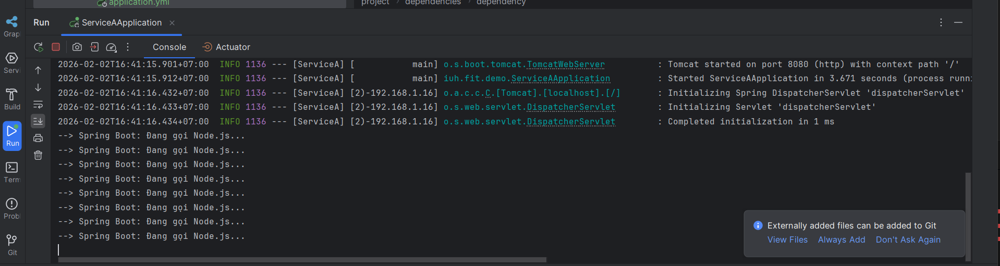 application.yml
project › dependencies › dependency
Run ServiceAApplication
Console Actuator
2026-02-02T16:41:15.901+07:00  INFO 1136 --- [ServiceA] [           main] o.s.boot.tomcat.TomcatWebServer          : Tomcat started on port 8080 (http) with context path '/'
2026-02-02T16:41:15.912+07:00  INFO 1136 --- [ServiceA] [           main] iuh.fit.demo.ServiceAApplication         : Started ServiceAApplication in 3.671 seconds (process runni
2026-02-02T16:41:16.432+07:00  INFO 1136 --- [ServiceA] [2)-192.168.1.16] o.a.c.c.C.[Tomcat].[localhost].[/]       : Initializing Spring DispatcherServlet 'dispatcherServlet'
2026-02-02T16:41:16.433+07:00  INFO 1136 --- [ServiceA] [2)-192.168.1.16] o.s.web.servlet.DispatcherServlet        : Initializing Servlet 'dispatcherServlet'
2026-02-02T16:41:16.434+07:00  INFO 1136 --- [ServiceA] [2)-192.168.1.16] o.s.web.servlet.DispatcherServlet        : Completed initialization in 1 ms
--> Spring Boot: Đang gọi Node.js...
--> Spring Boot: Đang gọi Node.js...
--> Spring Boot: Đang gọi Node.js...
--> Spring Boot: Đang gọi Node.js...
--> Spring Boot: Đang gọi Node.js...
--> Spring Boot: Đang gọi Node.js...
--> Spring Boot: Đang gọi Node.js...
--> Spring Boot: Đang gọi Node.js...
Grap
Servi
Build
Run
Term
Probl
Git
Externally added files can be added to Git
View Files Always Add Don't Ask Again